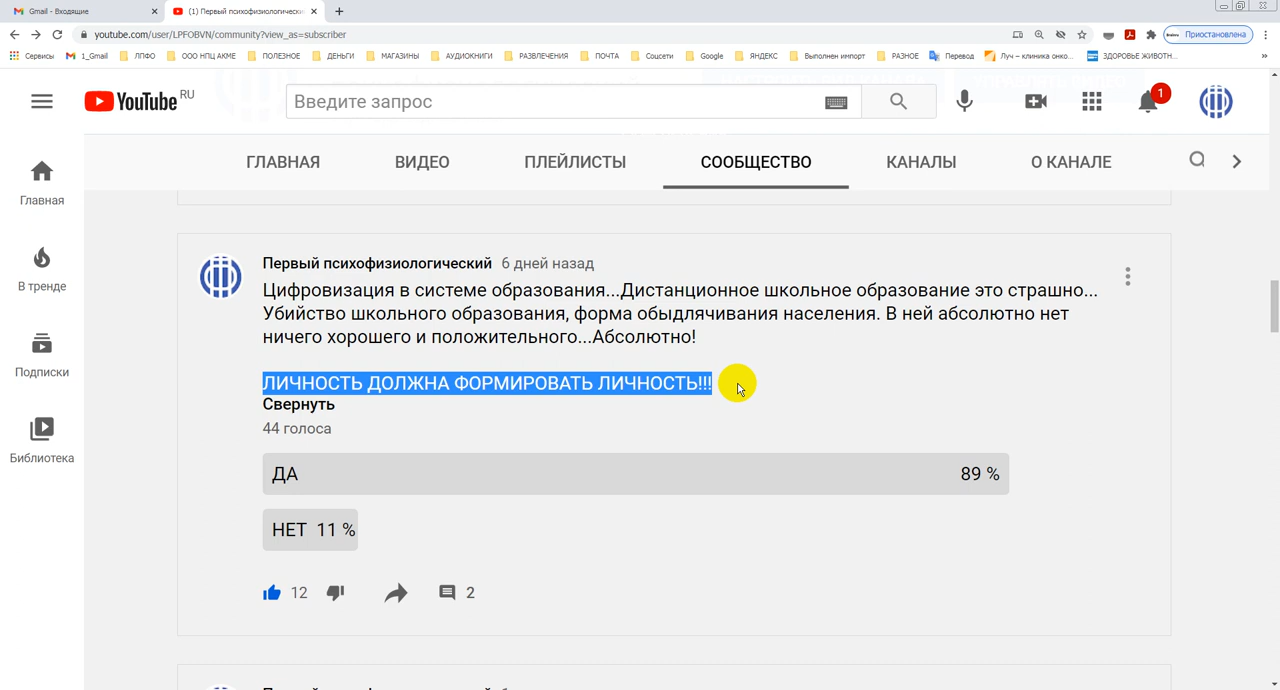 Gmail - Входящие
(1) Первый психофизиологически
youtube.com/user/LPFOBVN/community?view_as=subscriber
Приостановлена
Сервисы 1_Gmail ЛПФО ООО НПЦ АКМЕ ПОЛЕЗНОЕ ДЕНЬГИ МАГАЗИНЫ АУДИОКНИГИ РАЗВЛЕЧЕНИЯ ПОЧТА Соцсети Google ЯНДЕКС Выполнен импорт РАЗНОЕ Перевод Луч – клиника онко... ЗДОРОВЬЕ ЖИВОТН...
YouTube RU
Введите запрос
1
ГЛАВНАЯ ВИДЕО ПЛЕЙЛИСТЫ СООБЩЕСТВО КАНАЛЫ О КАНАЛЕ
Главная
В тренде
Подписки
Библиотека
Первый психофизиологический 6 дней назад
Цифровизация в системе образования...Дистанционное школьное образование это страшно...
Убийство школьного образования, форма обыдлячивания населения. В ней абсолютно нет
ничего хорошего и положительного...Абсолютно!
ЛИЧНОСТЬ ДОЛЖНА ФОРМИРОВАТЬ ЛИЧНОСТЬ!!!
Свернуть
44 голоса
ДА 89 %
НЕТ 11 %
12 2